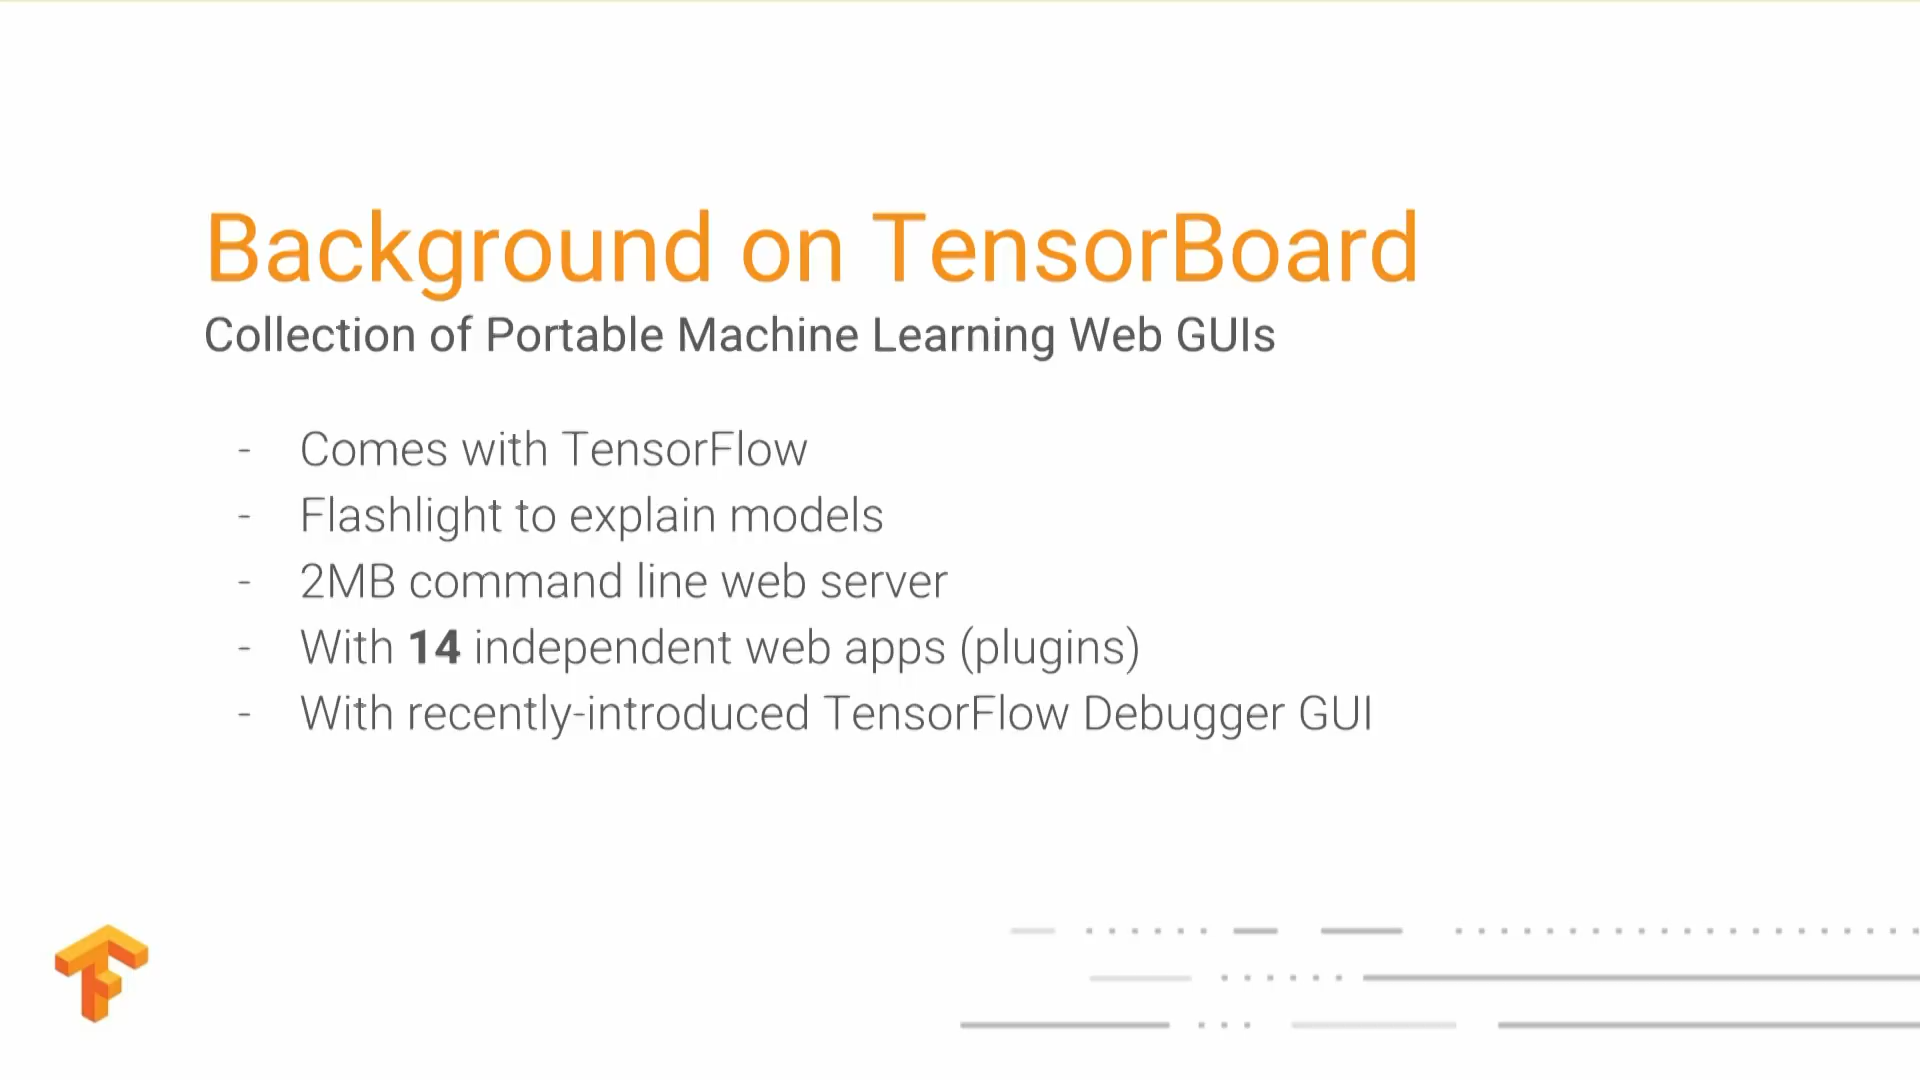 Background on TensorBoard
Collection of Portable Machine Learning Web GUIs
- Comes with TensorFlow
- Flashlight to explain models
- 2MB command line web server
- With 14 independent web apps (plugins)
- With recently-introduced TensorFlow Debugger GUI